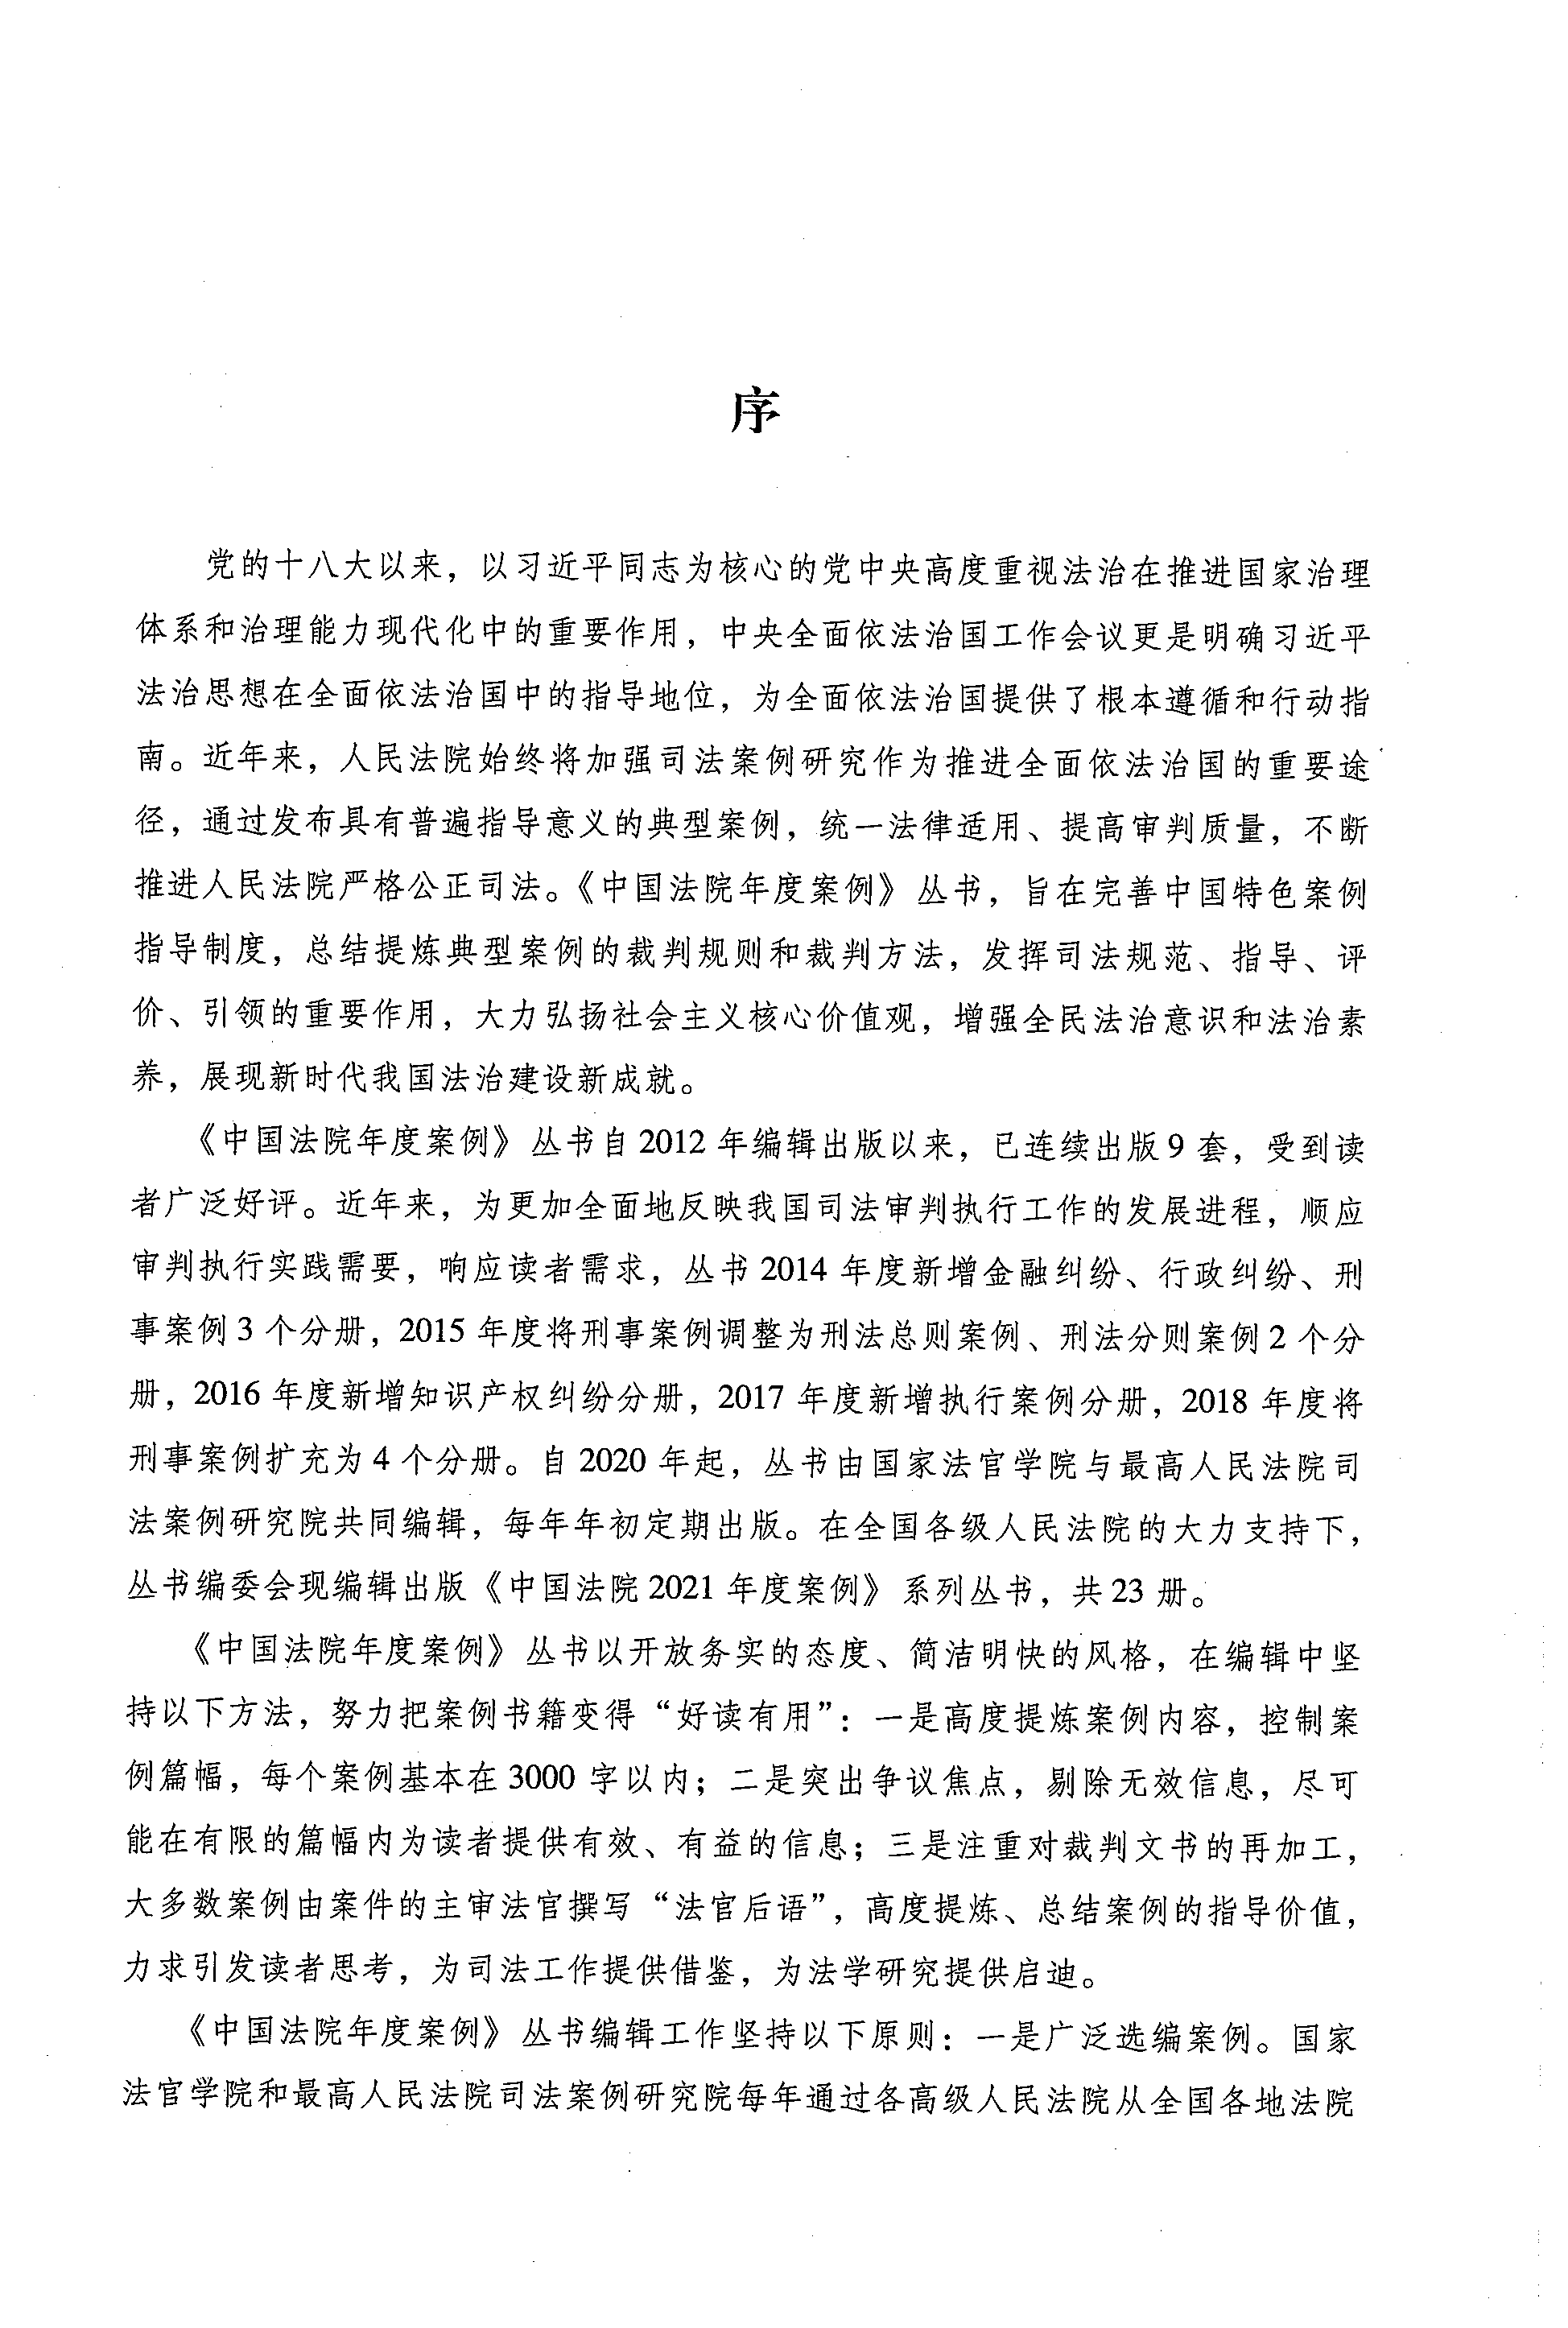 序
党的十八大以来，以习近平同志为核心的党中央高度重视法治在推进国家治理
体系和治理能力现代化中的重要作用，中央全面依法治国工作会议更是明确习近平
法治思想在全面依法治国中的指导地位，为全面依法治国提供了根本遵循和行动指
南。近年来，人民法院始终将加强司法案例研究作为推进全面依法治国的重要途
径，通过发布具有普遍指导意义的典型案例，统一法律适用、提高审判质量，不断
推进人民法院严格公正司法。《中国法院年度案例》丛书，旨在完善中国特色案例
指导制度，总结提炼典型案例的裁判规则和裁判方法，发挥司法规范、指导、评
价、引领的重要作用，大力弘扬社会主义核心价值观，增强全民法治意识和法治素
养，展现新时代我国法治建设新成就。
《中国法院年度案例》丛书自 2012 年编辑出版以来，已连续出版 9 套，受到读
者广泛好评。近年来，为更加全面地反映我国司法审判执行工作的发展进程，顺应
审判执行实践需要，响应读者需求，丛书 2014 年度新增金融纠纷、行政纠纷、刑
事案例 3 个分册，2015 年度将刑事案例调整为刑法总则案例、刑法分则案例 2 个分
册，2016 年度新增知识产权纠纷分册，2017 年度新增执行案例分册，2018 年度将
刑事案例扩充为 4 个分册。自 2020 年起，丛书由国家法官学院与最高人民法院司
法案例研究院共同编辑，每年年初定期出版。在全国各级人民法院的大力支持下，
丛书编委会现编辑出版《中国法院 2021 年度案例》系列丛书，共 23 册。
《中国法院年度案例》丛书以开放务实的态度、简洁明快的风格，在编辑中坚
持以下方法，努力把案例书籍变得“好读有用”：一是高度提炼案例内容，控制案
例篇幅，每个案例基本在 3000 字以内；二是突出争议焦点，剔除无效信息，尽可
能在有限的篇幅内为读者提供有效、有益的信息；三是注重对裁判文书的再加工，
大多数案例由案件的主审法官撰写“法官后语”，高度提炼、总结案例的指导价值，
力求引发读者思考，为司法工作提供借鉴，为法学研究提供启迪。
《中国法院年度案例》丛书编辑工作坚持以下原则：一是广泛选编案例。国家
法官学院和最高人民法院司法案例研究院每年通过各高级人民法院从全国各地法院